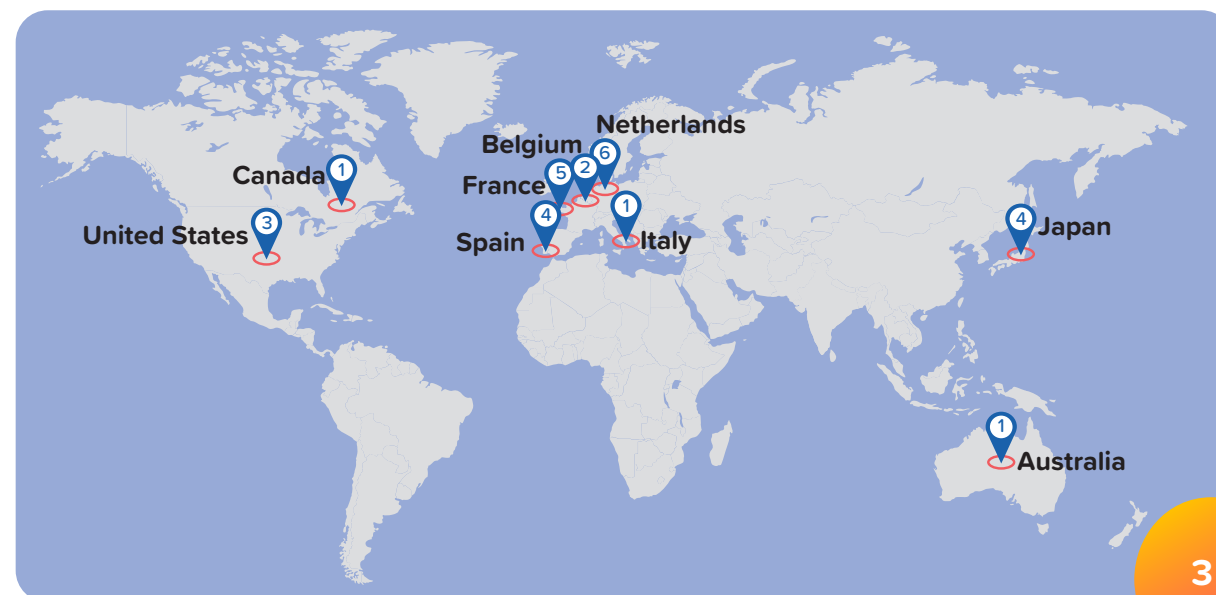 Netherlands
Belgium
6
Canada
1
France
5
2
United States
3
Spain
4
1
Italy
4
Japan
1
Australia
3